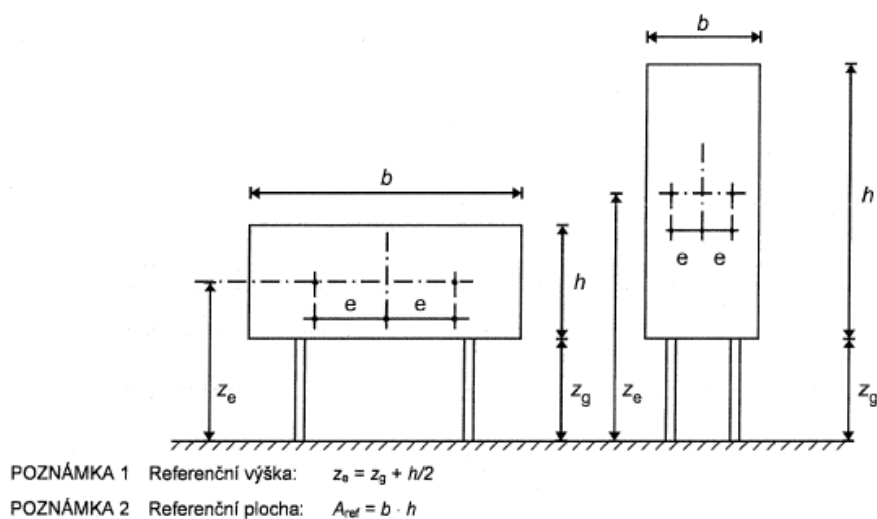 b
b
h
h
e e
e e
z_e
z_g
z_e
z_g
POZNÁMKA 1 Referenční výška: z_e = z_g + h/2
POZNÁMKA 2 Referenční plocha: A_ref = b · h